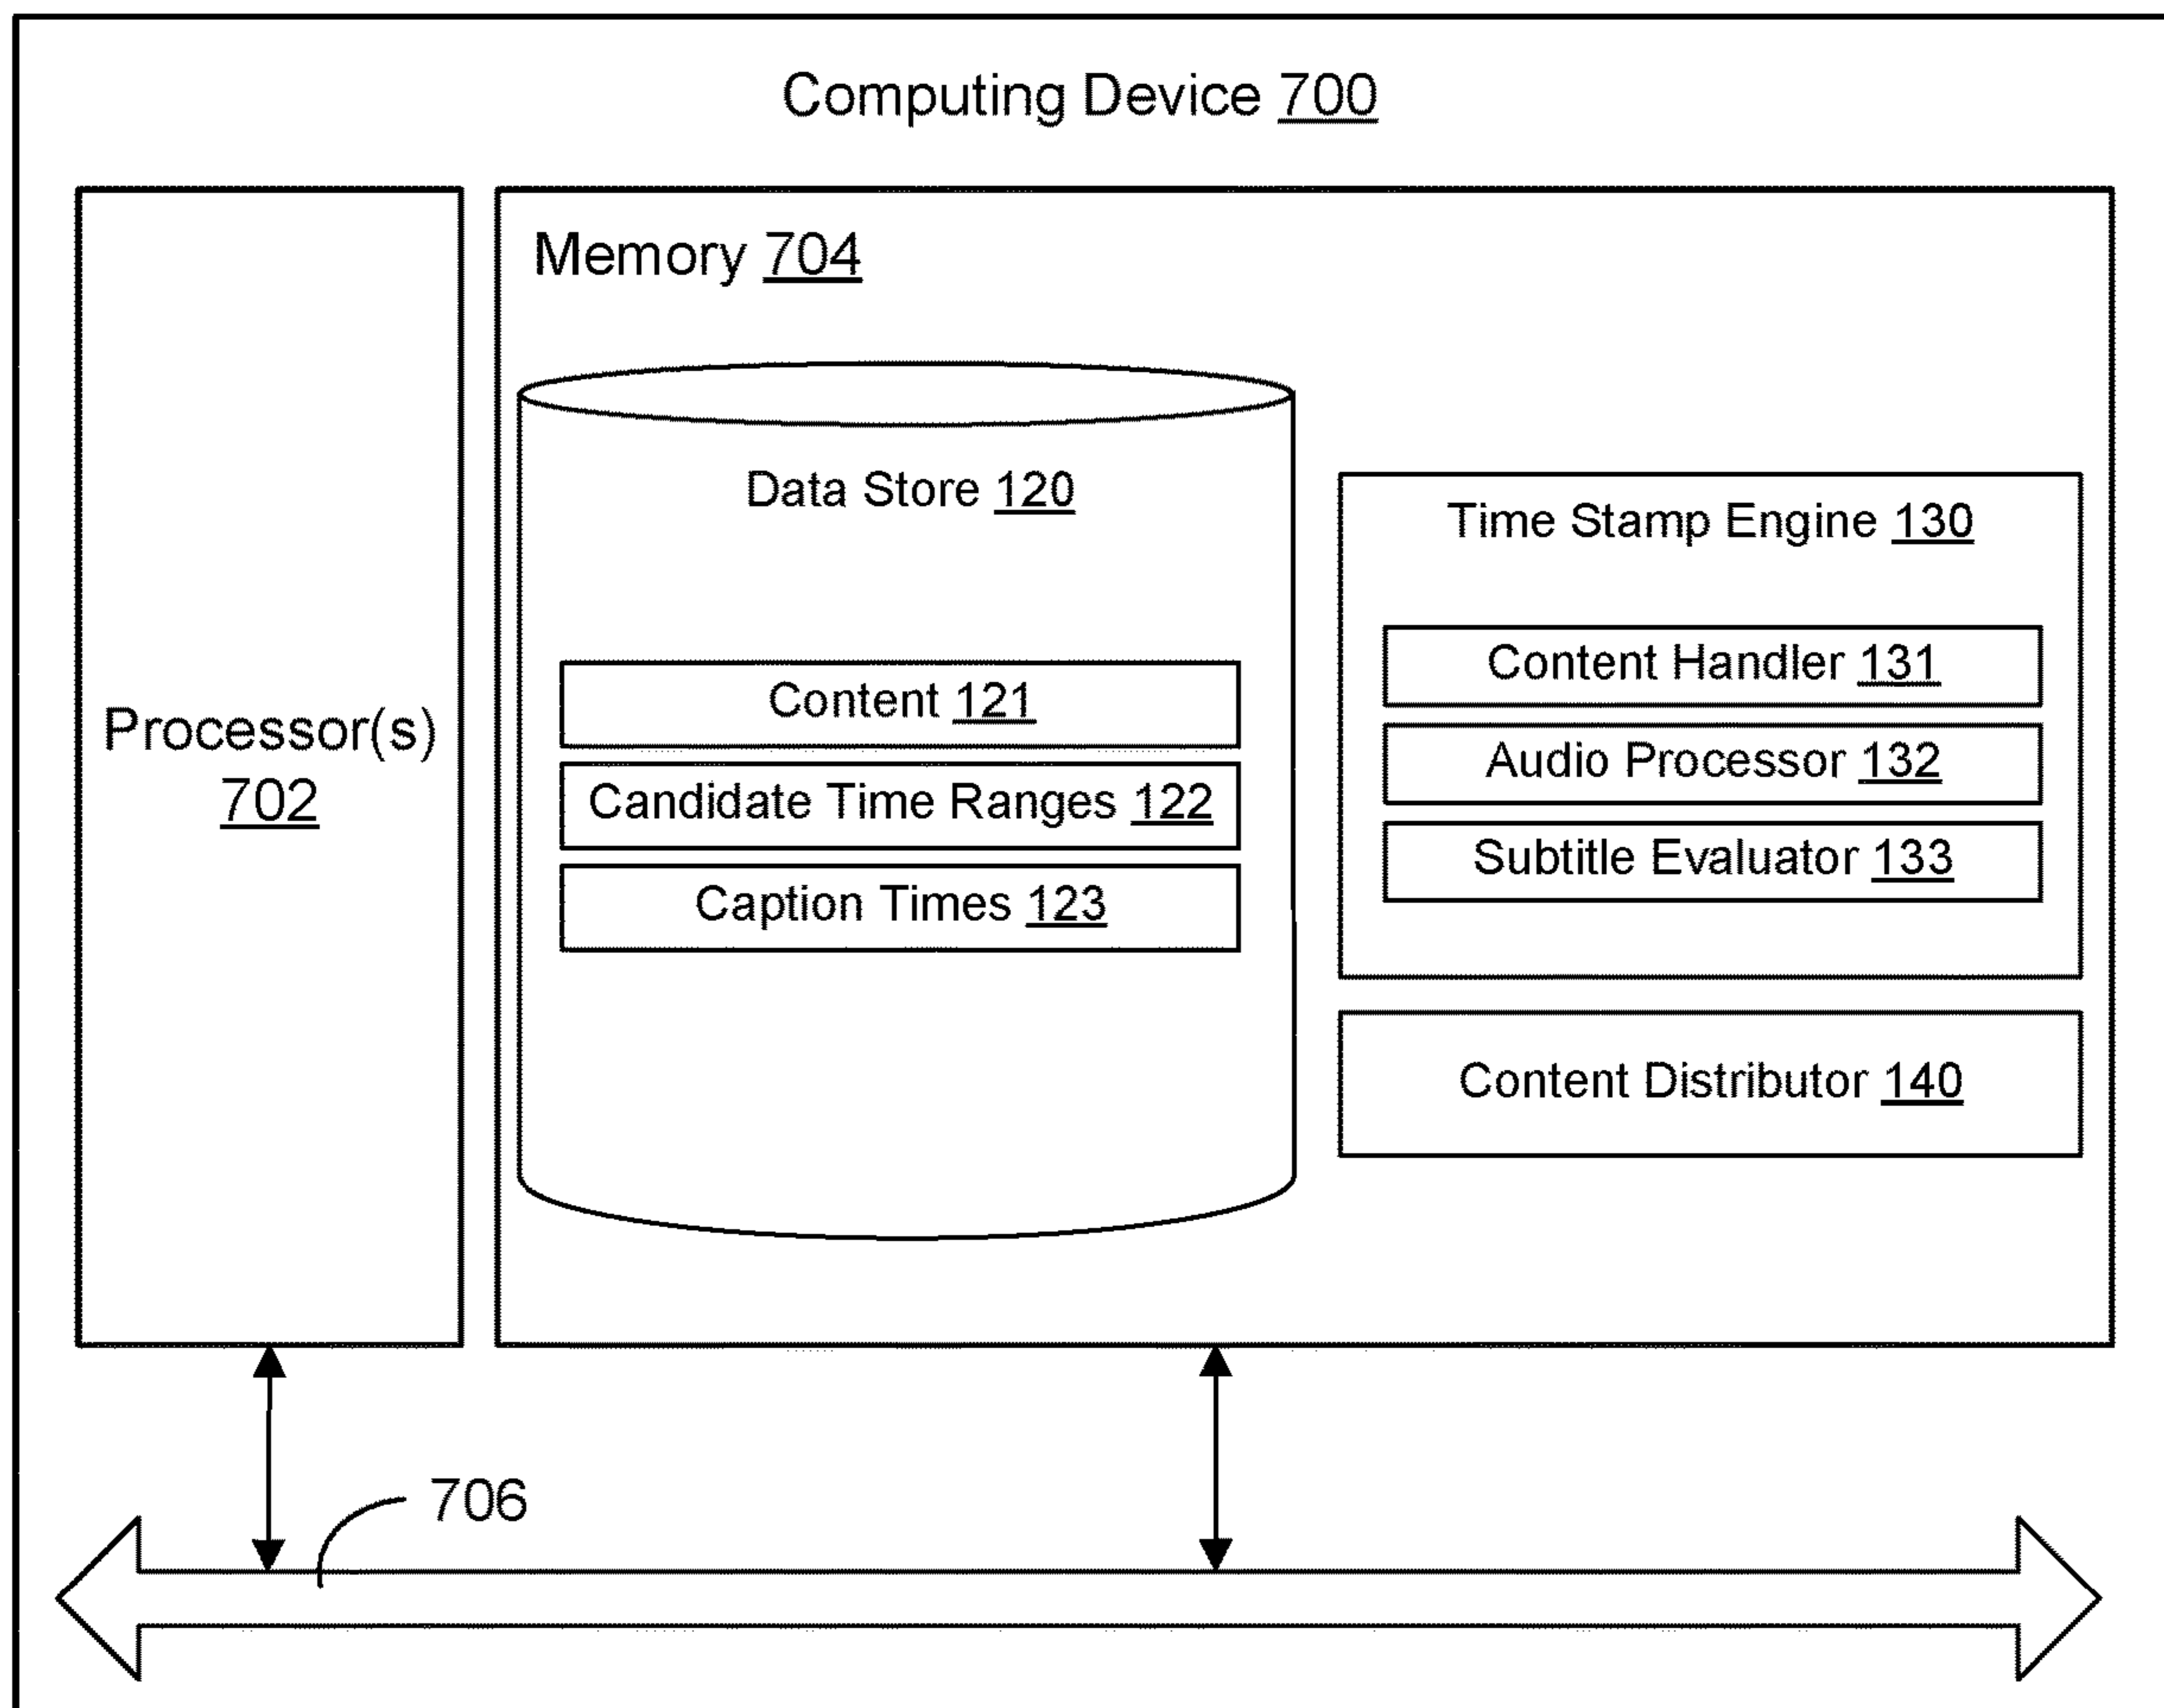 Computing Device 700
Memory 704
Processor(s)
702
Data Store 120
Content 121
Candidate Time Ranges 122
Caption Times 123
Time Stamp Engine 130
Content Handler 131
Audio Processor 132
Subtitle Evaluator 133
Content Distributor 140
706